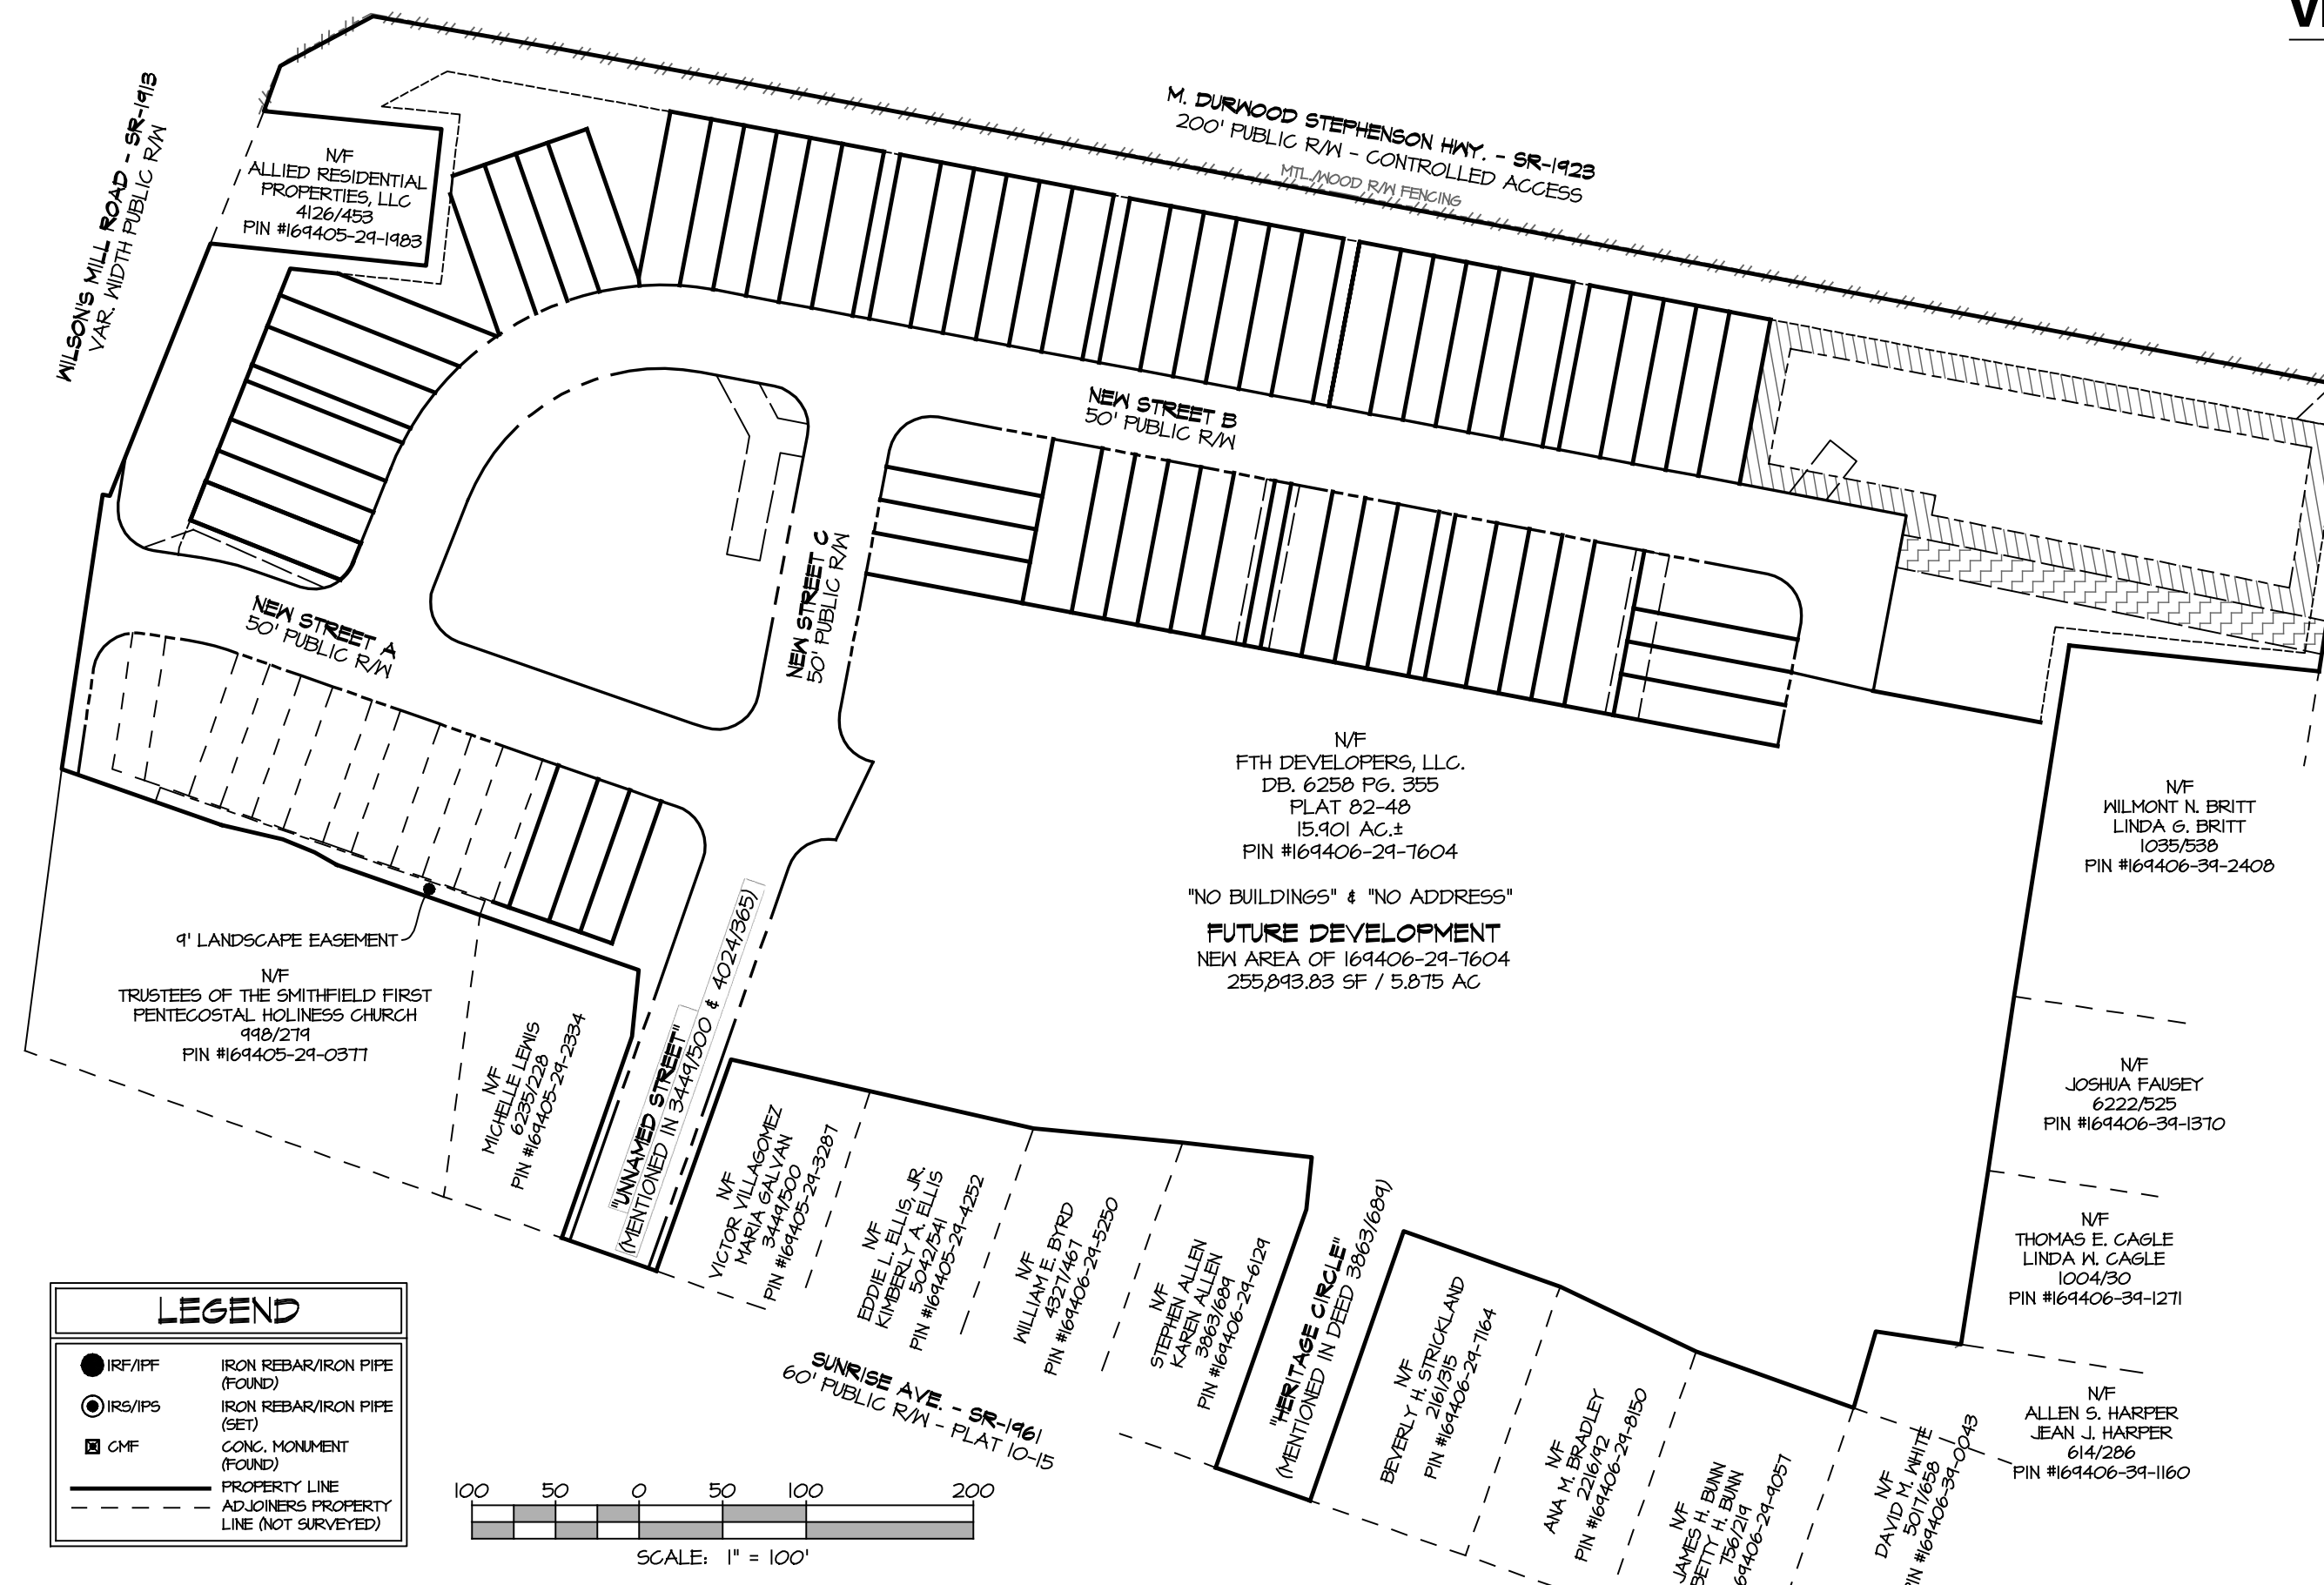 M. DURWOOD STEPHENSON HWY. - SR-1923
200' PUBLIC R/W - CONTROLLED ACCESS
MTL./WOOD R/W FENCING
WILSON'S MILL ROAD - SR-1913
VAR. WIDTH PUBLIC R/W
N/F
ALLIED RESIDENTIAL
PROPERTIES, LLC
4126/453
PIN #169405-29-1983
NEW STREET B
50' PUBLIC R/W
NEW STREET C
50' PUBLIC R/W
NEW STREET A
50' PUBLIC R/W
N/F
FTH DEVELOPERS, LLC.
DB. 6258 PG. 355
PLAT 82-48
15.901 AC.±
PIN #169406-29-7604
"NO BUILDINGS" & "NO ADDRESS"
FUTURE DEVELOPMENT
NEW AREA OF 169406-29-7604
255,893.83 SF / 5.875 AC
N/F
WILMONT N. BRITT
LINDA G. BRITT
1035/538
PIN #169406-39-2408
9' LANDSCAPE EASEMENT
N/F
TRUSTEES OF THE SMITHFIELD FIRST
PENTECOSTAL HOLINESS CHURCH
998/279
PIN #169405-29-0377
N/F
MICHELLE LEWIS
6235/228
PIN #169405-29-2334
"UNNAMED STREET"
(MENTIONED IN 3449/500 & 4024/365)
N/F
VICTOR VILLAGOMEZ
MARIA GALVAN
3449/500
PIN #169405-29-3287
N/F
EDDIE L. ELLIS, JR.
KIMBERLY A. ELLIS
5042/541
PIN #169405-29-4252
N/F
WILLIAM E. BYRD
4327/467
PIN #169406-29-5250
N/F
STEPHEN ALLEN
KAREN ALLEN
3863/689
PIN #169406-29-6129
"HERITAGE CIRCLE"
(MENTIONED IN DEED 3863/689)
N/F
BEVERLY H. STRICKLAND
2161/315
PIN #169406-29-7164
N/F
ANA M. BRADLEY
2216/92
PIN #169406-29-8150
N/F
JAMES H. BUNN
BETTY H. BUNN
756/219
69406-29-9057
N/F
DAVID M. WHITE
5017/658
PIN #169406-39-0043
N/F
JOSHUA FAUSEY
6222/525
PIN #169406-39-1370
N/F
THOMAS E. CAGLE
LINDA W. CAGLE
1004/30
PIN #169406-39-1271
N/F
ALLEN S. HARPER
JEAN J. HARPER
614/286
PIN #169406-39-1160
SUNRISE AVE. - SR-1961
60' PUBLIC R/W - PLAT 10-15
LEGEND
IRF/IPF IRON REBAR/IRON PIPE
(FOUND)
IRS/IPS IRON REBAR/IRON PIPE
(SET)
CMF CONC. MONUMENT
(FOUND)
PROPERTY LINE
ADJOINERS PROPERTY
LINE (NOT SURVEYED)
100 50 0 50 100 200
SCALE: 1" = 100'